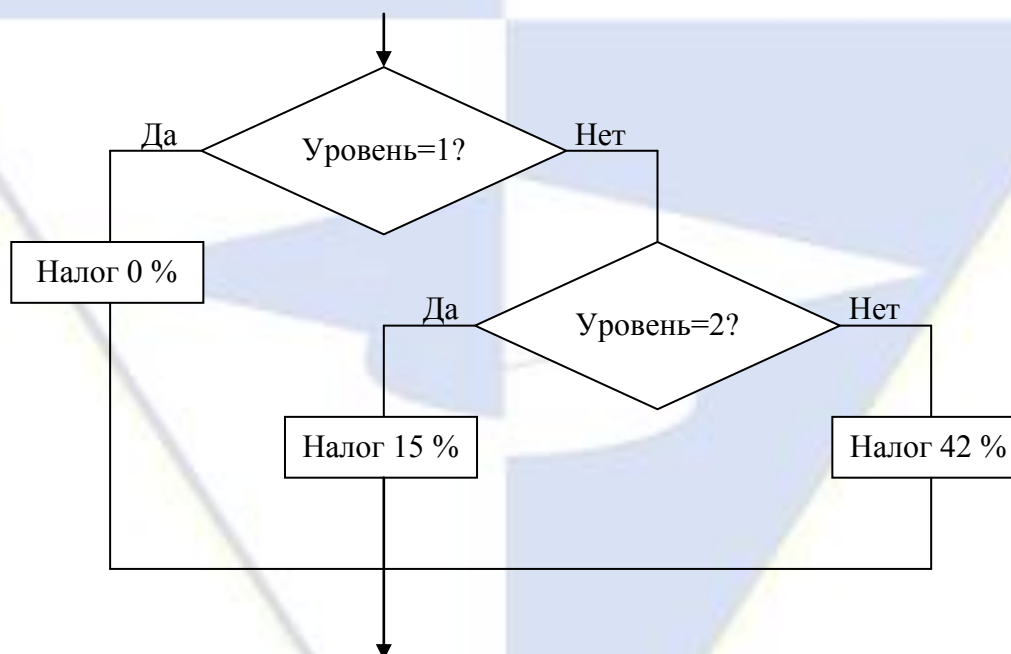 Да
Уровень=1?
Нет
Налог 0 %
Да
Уровень=2?
Нет
Налог 15 %
Налог 42 %